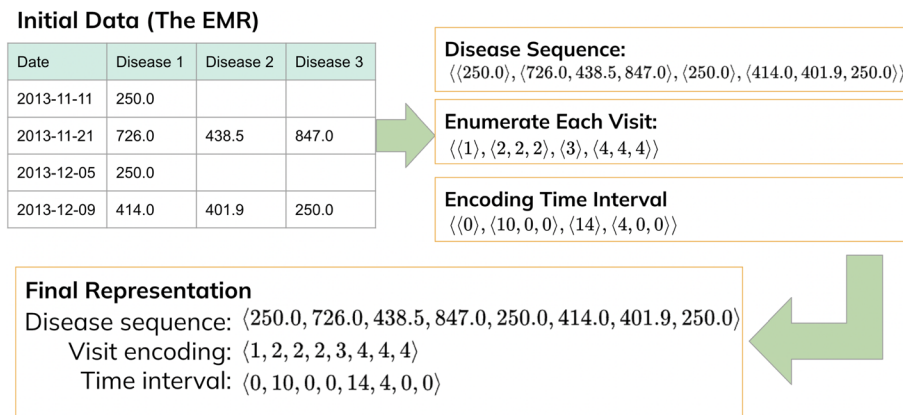 Initial Data (The EMR)
Date Disease 1 Disease 2 Disease 3
2013-11-11 250.0
2013-11-21 726.0 438.5 847.0
2013-12-05 250.0
2013-12-09 414.0 401.9 250.0
Disease Sequence:
⟨⟨250.0⟩, ⟨726.0, 438.5, 847.0⟩, ⟨250.0⟩, ⟨414.0, 401.9, 250.0⟩⟩
Enumerate Each Visit:
⟨⟨1⟩, ⟨2, 2, 2⟩, ⟨3⟩, ⟨4, 4, 4⟩⟩
Encoding Time Interval
⟨⟨0⟩, ⟨10, 0, 0⟩, ⟨14⟩, ⟨4, 0, 0⟩⟩
Final Representation
Disease sequence: ⟨250.0, 726.0, 438.5, 847.0, 250.0, 414.0, 401.9, 250.0⟩
Visit encoding: ⟨1, 2, 2, 2, 3, 4, 4, 4⟩
Time interval: ⟨0, 10, 0, 0, 14, 4, 0, 0⟩